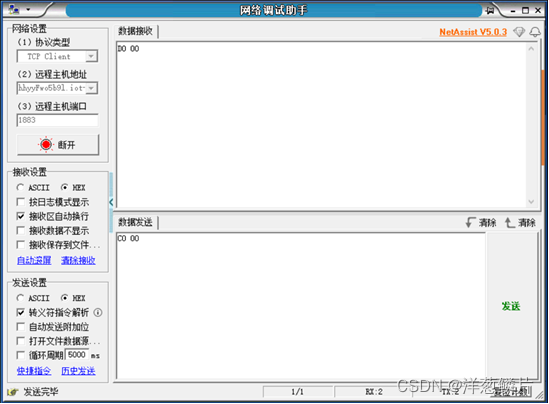 网络调试助手
网络设置
(1) 协议类型
TCP Client
(2) 远程主机地址
hhyyFwo5b9l.iot-
(3) 远程主机端口
1883
断开
接收设置
ASCII HEX
按日志模式显示
接收区自动换行
接收数据不显示
接收保存到文件...
自动滚屏 清除接收
发送设置
ASCII HEX
转义符指令解析
自动发送附加位
打开文件数据源...
循环周期 5000 ms
快捷指令 历史发送
数据接收
NetAssist V5.0.3
D0 00
数据发送
清除 清除
C0 00
发送
发送完毕
1/1
RX:2
TX:2
CSDN @洋葱鳞片